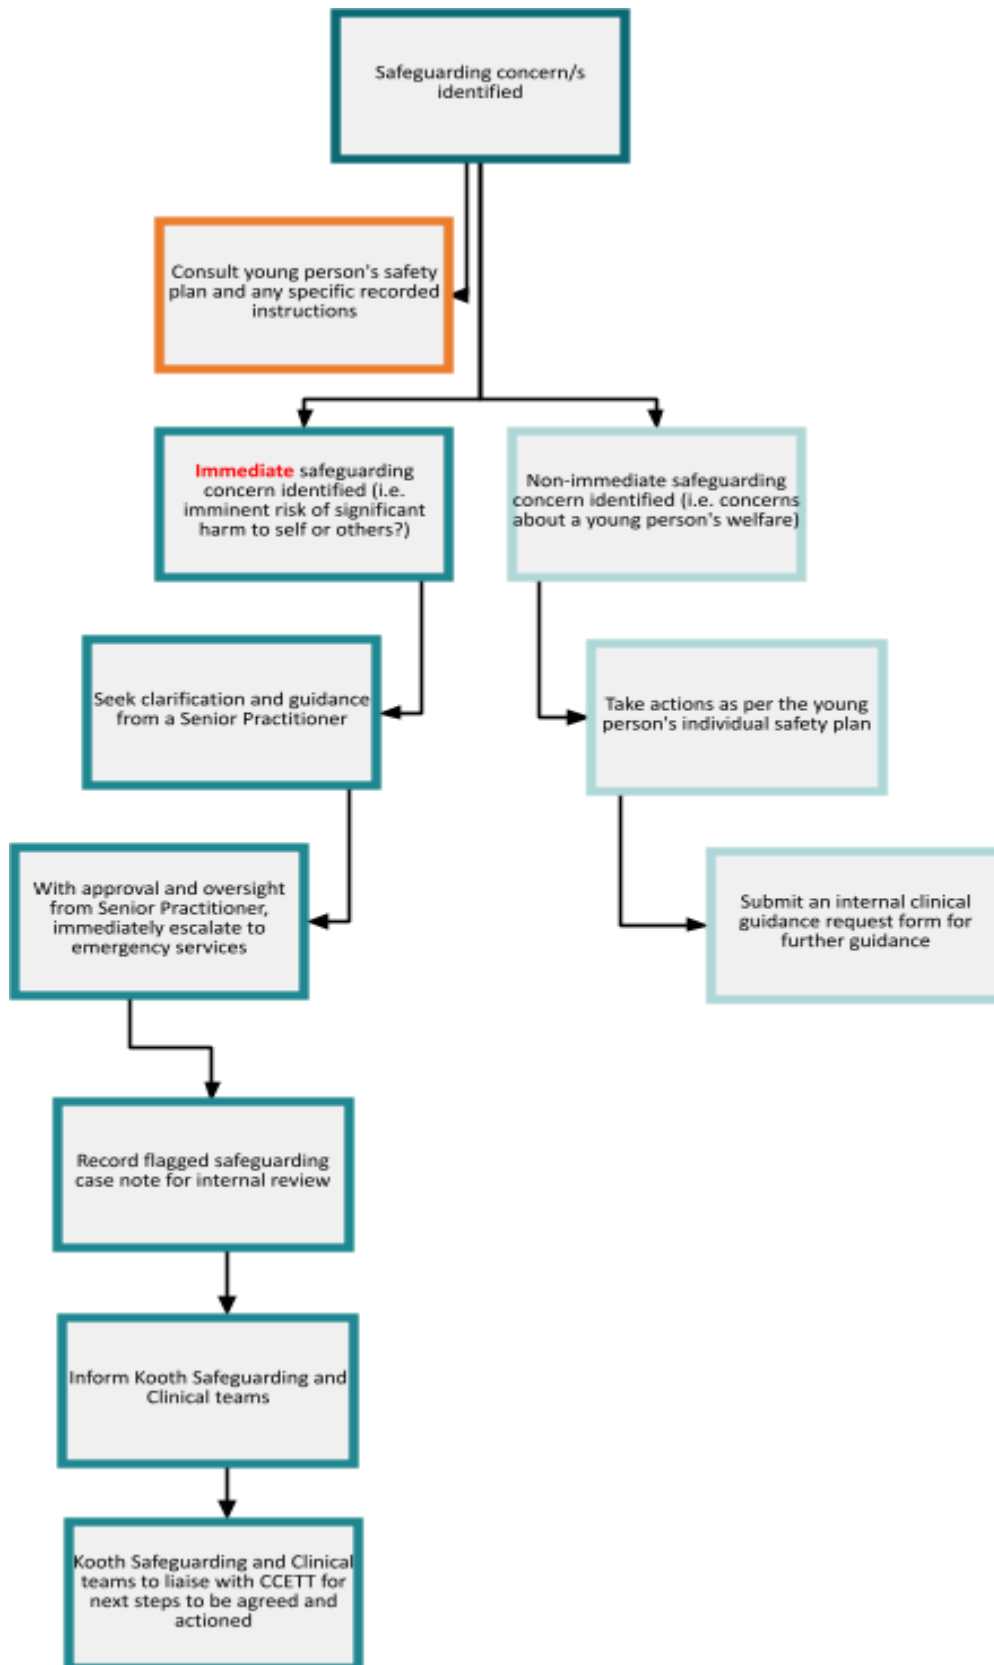 Safeguarding concern/s
identified
Consult young person's safety
plan and any specific recorded
instructions
Immediate safeguarding
concern identified (i.e.
imminent risk of significant
harm to self or others?)
Non-immediate safeguarding
concern identified (i.e. concerns
about a young person's welfare)
Seek clarification and guidance
from a Senior Practitioner
Take actions as per the young
person's individual safety plan
With approval and oversight
from Senior Practitioner,
immediately escalate to
emergency services
Submit an internal clinical
guidance request form for
further guidance
Record flagged safeguarding
case note for internal review
Inform Kooth Safeguarding and
Clinical teams
Kooth Safeguarding and Clinical
teams to liaise with CCETT for
next steps to be agreed and
actioned